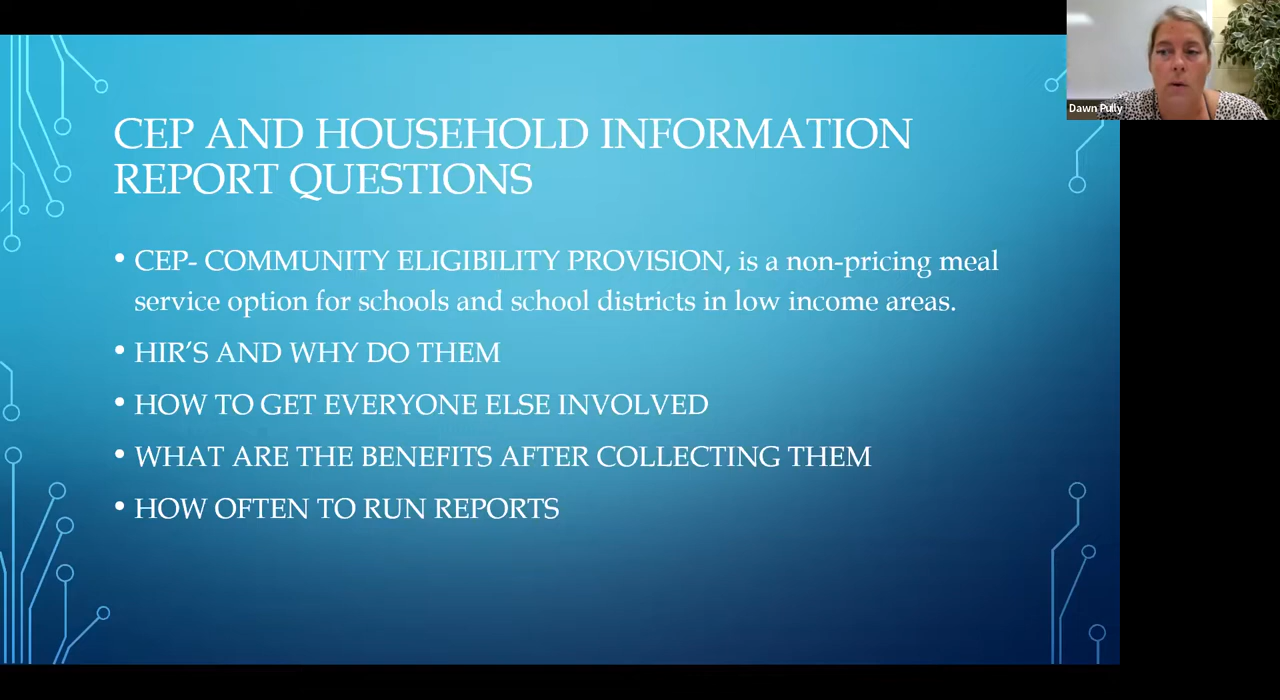 CEP AND HOUSEHOLD INFORMATION
REPORT QUESTIONS
• CEP- COMMUNITY ELIGIBILITY PROVISION, is a non-pricing meal
service option for schools and school districts in low income areas.
• HIR’S AND WHY DO THEM
• HOW TO GET EVERYONE ELSE INVOLVED
• WHAT ARE THE BENEFITS AFTER COLLECTING THEM
• HOW OFTEN TO RUN REPORTS
Dawn Pully